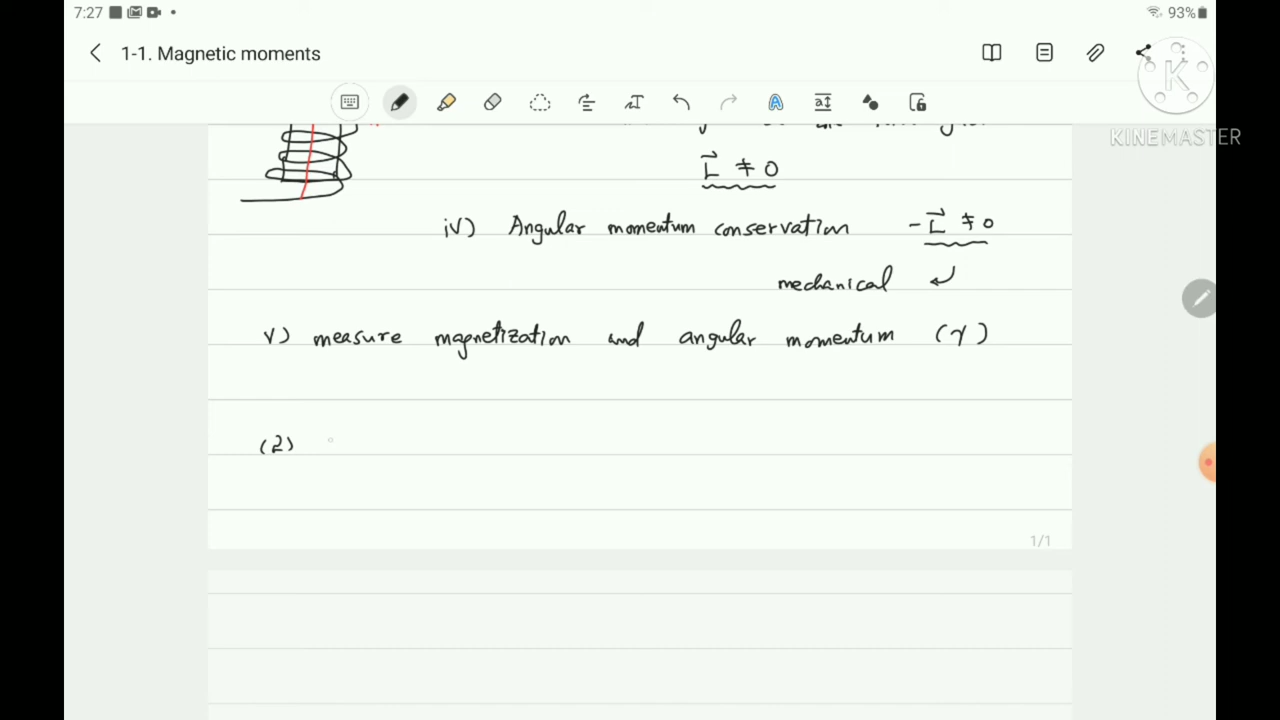 7:27
93%
1-1. Magnetic moments
KINEMASTER
L⃗ ≠ 0
iv) Angular momentum conservation - L⃗ ≠ 0
mechanical ↲
v) measure magnetization and angular momentum (γ)
(2)
1/1